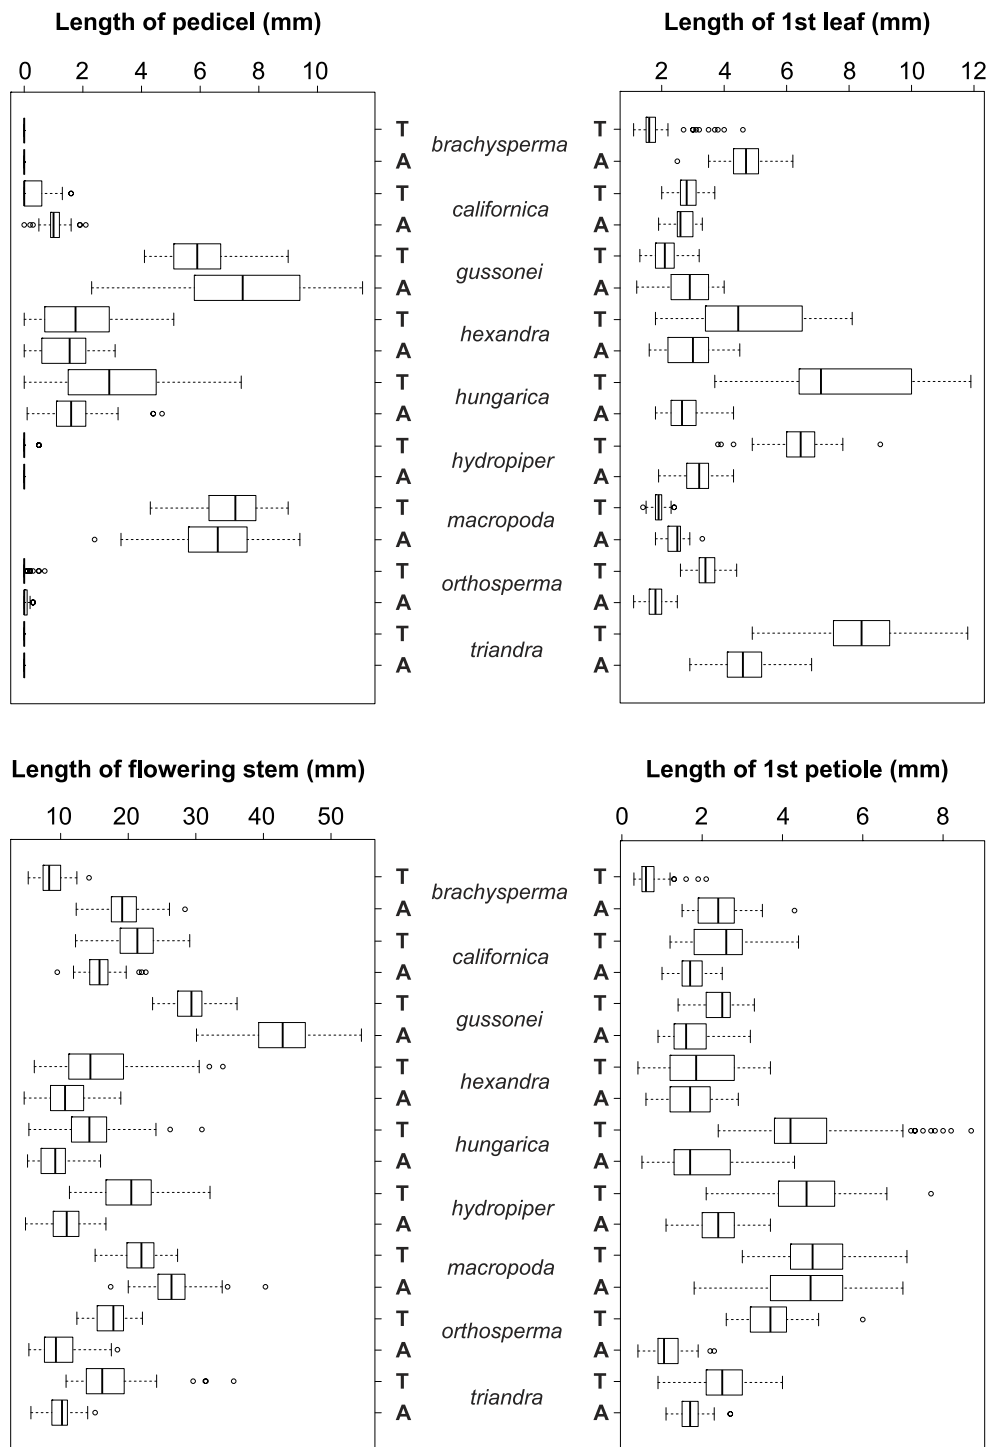 Length of pedicel (mm)
Length of 1st leaf (mm)
0 2 4 6 8 10
2 4 6 8 10 12
T brachysperma T
A A
T californica T
A A
T gussonei T
A A
T hexandra T
A A
T hungarica T
A A
T hydropiper T
A A
T macropoda T
A A
T orthosperma T
A A
T triandra T
A A
Length of flowering stem (mm)
Length of 1st petiole (mm)
10 20 30 40 50
0 2 4 6 8
T brachysperma T
A A
T californica T
A A
T gussonei T
A A
T hexandra T
A A
T hungarica T
A A
T hydropiper T
A A
T macropoda T
A A
T orthosperma T
A A
T triandra T
A A